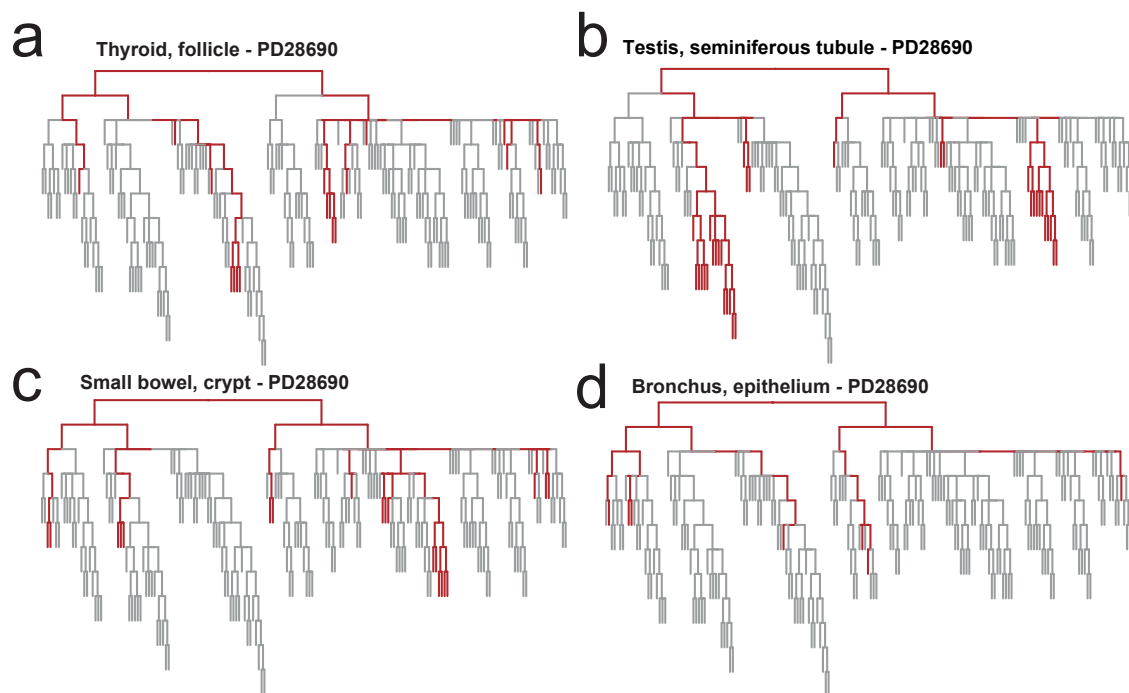 a
Thyroid, follicle - PD28690
b
Testis, seminiferous tubule - PD28690
c
Small bowel, crypt - PD28690
d
Bronchus, epithelium - PD28690